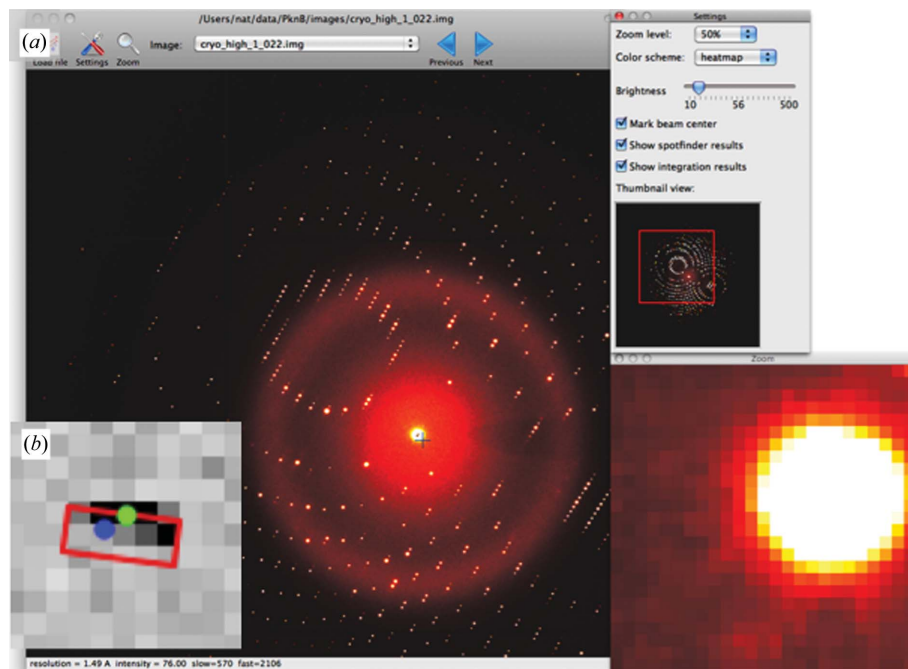 /Users/nat/data/PknB/images/cryo_high_1_022.img
(a)
Load file Settings Zoom Image: cryo_high_1_022.img Previous Next
Settings
Zoom level: 50%
Color scheme: heatmap
Brightness
10 56 500
Mark beam center
Show spotfinder results
Show integration results
Thumbnail view:
Zoom
(b)
resolution = 1.49 A intensity = 76.00 slow=570 fast=2106